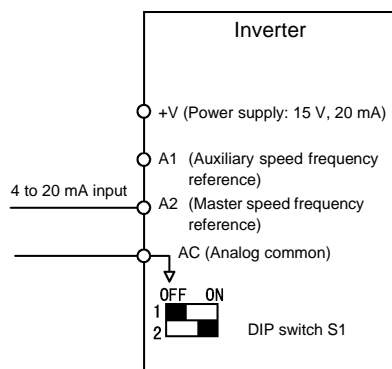 Inverter
+V (Power supply: 15 V, 20 mA)
A1 (Auxiliary speed frequency
reference)
4 to 20 mA input
A2 (Master speed frequency
reference)
AC (Analog common)
OFF ON
1
2
DIP switch S1